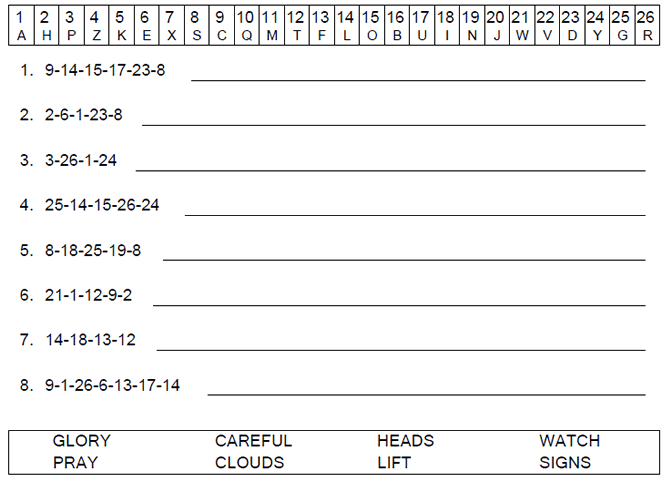 1 2 3 4 5 6 7 8 9 10 11 12 13 14 15 16 17 18 19 20 21 22 23 24 25 26
A H P Z K E X S C Q M T F L O B U I N J W V D Y G R
1. 9-14-15-17-23-8
2. 2-6-1-23-8
3. 3-26-1-24
4. 25-14-15-26-24
5. 8-18-25-19-8
6. 21-1-12-9-2
7. 14-18-13-12
8. 9-1-26-6-13-17-14
GLORY CAREFUL HEADS WATCH
PRAY CLOUDS LIFT SIGNS